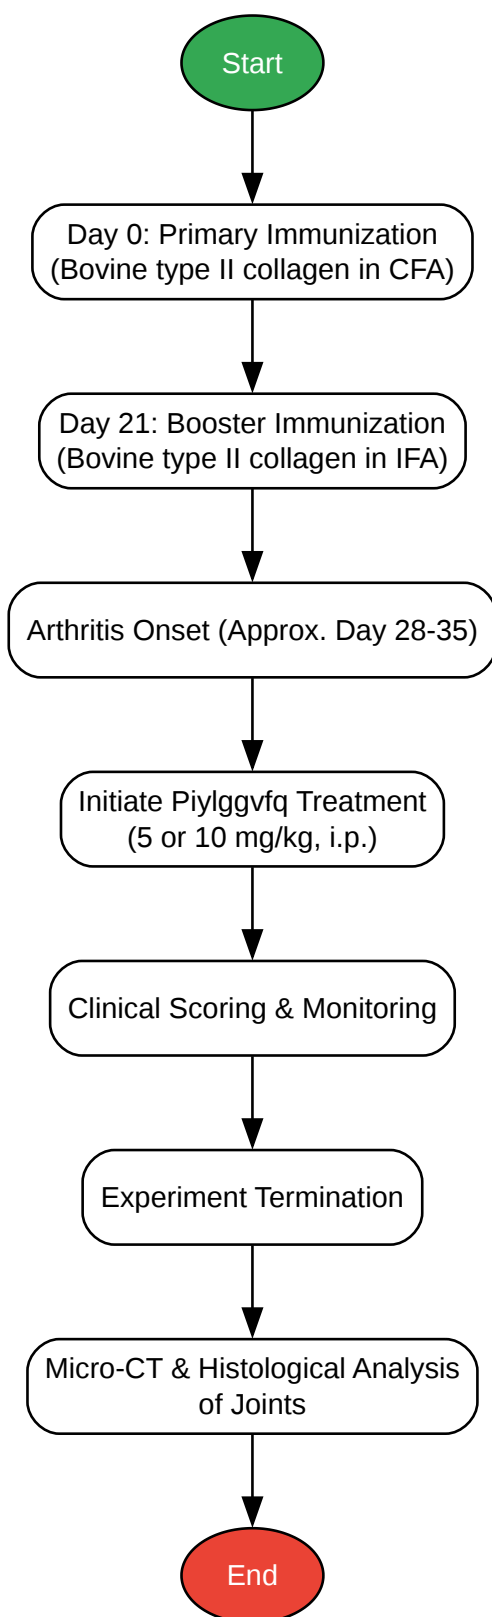 Start
Day 0: Primary Immunization
(Bovine type II collagen in CFA)
Day 21: Booster Immunization
(Bovine type II collagen in IFA)
Arthritis Onset (Approx. Day 28-35)
Initiate Piylggvfq Treatment
(5 or 10 mg/kg, i.p.)
Clinical Scoring & Monitoring
Experiment Termination
Micro-CT & Histological Analysis
of Joints
End